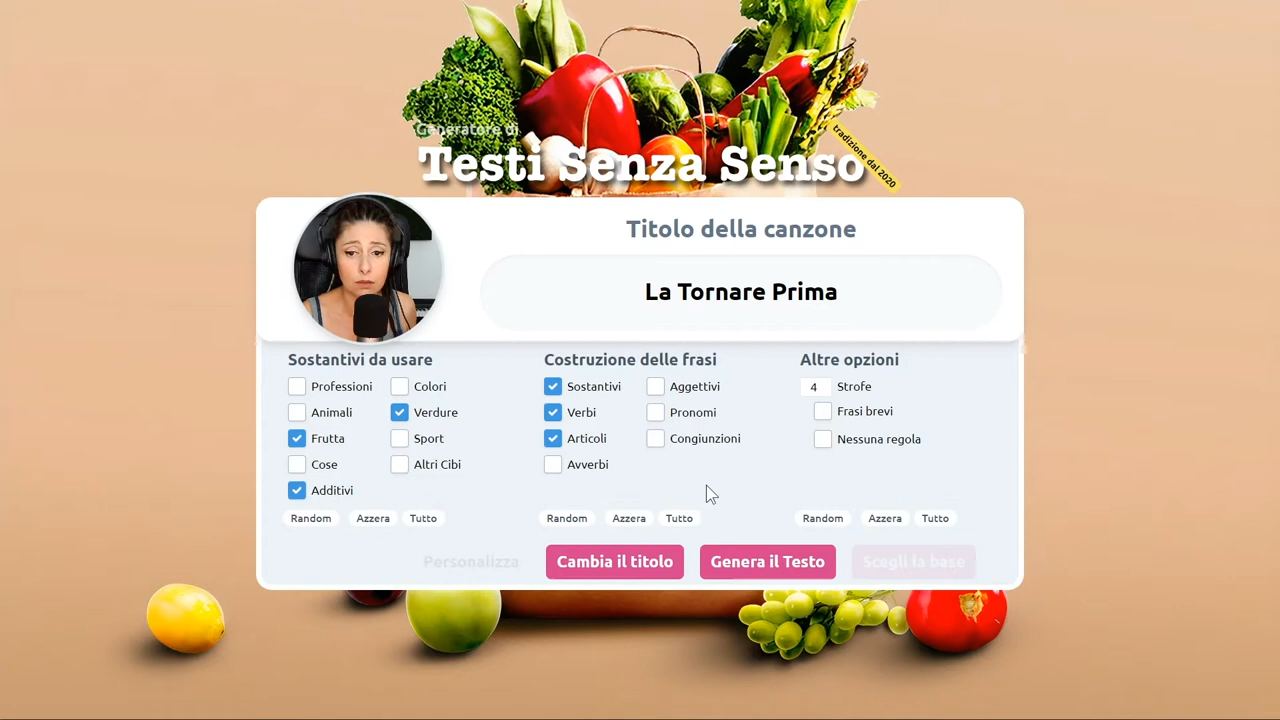 Generatore di
Testi Senza Senso
tradizione dal 2020
Titolo della canzone
La Tornare Prima
Sostantivi da usare
Professioni
Colori
Animali
Verdure
Frutta
Sport
Cose
Altri Cibi
Additivi
Random
Azzera
Tutto
Costruzione delle frasi
Sostantivi
Aggettivi
Verbi
Pronomi
Articoli
Congiunzioni
Avverbi
Random
Azzera
Tutto
Altre opzioni
4 Strofe
Frasi brevi
Nessuna regola
Random
Azzera
Tutto
Personalizza
Cambia il titolo
Genera il Testo
Scegli la base